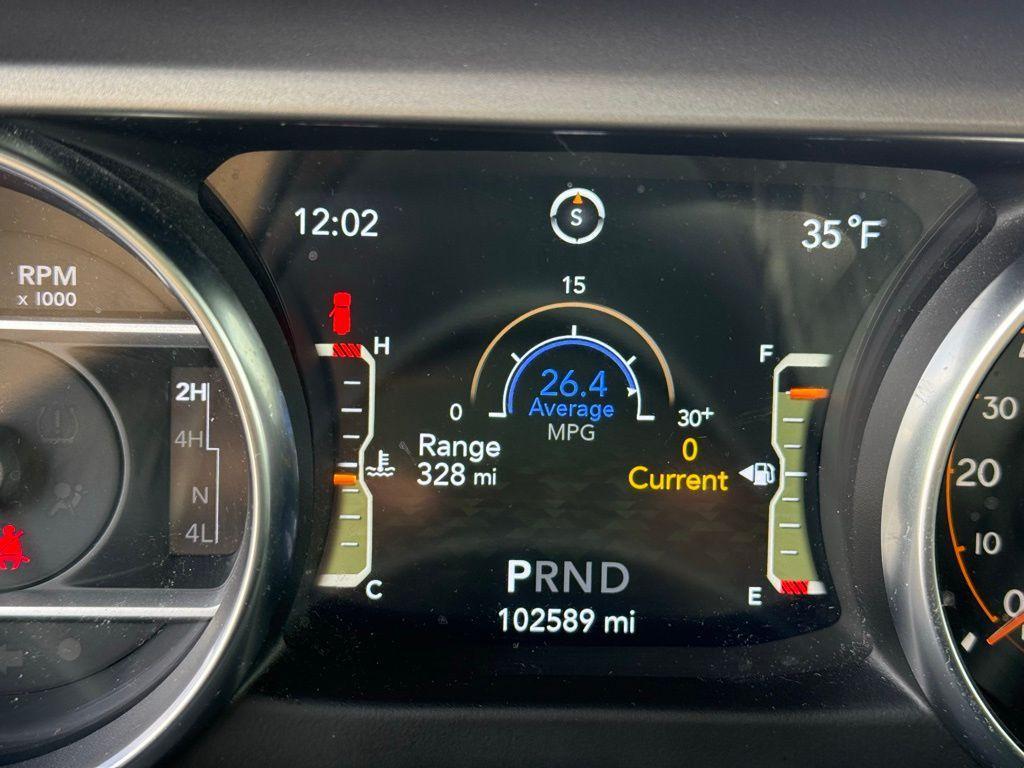 12:02
S
35°F
RPM
x 1000
15
H
F
2H
4H
N
4L
26.4
Average
MPG
0
30+
Range
328 mi
0
Current
30
20
10
0
C
E
PRND
102589 mi